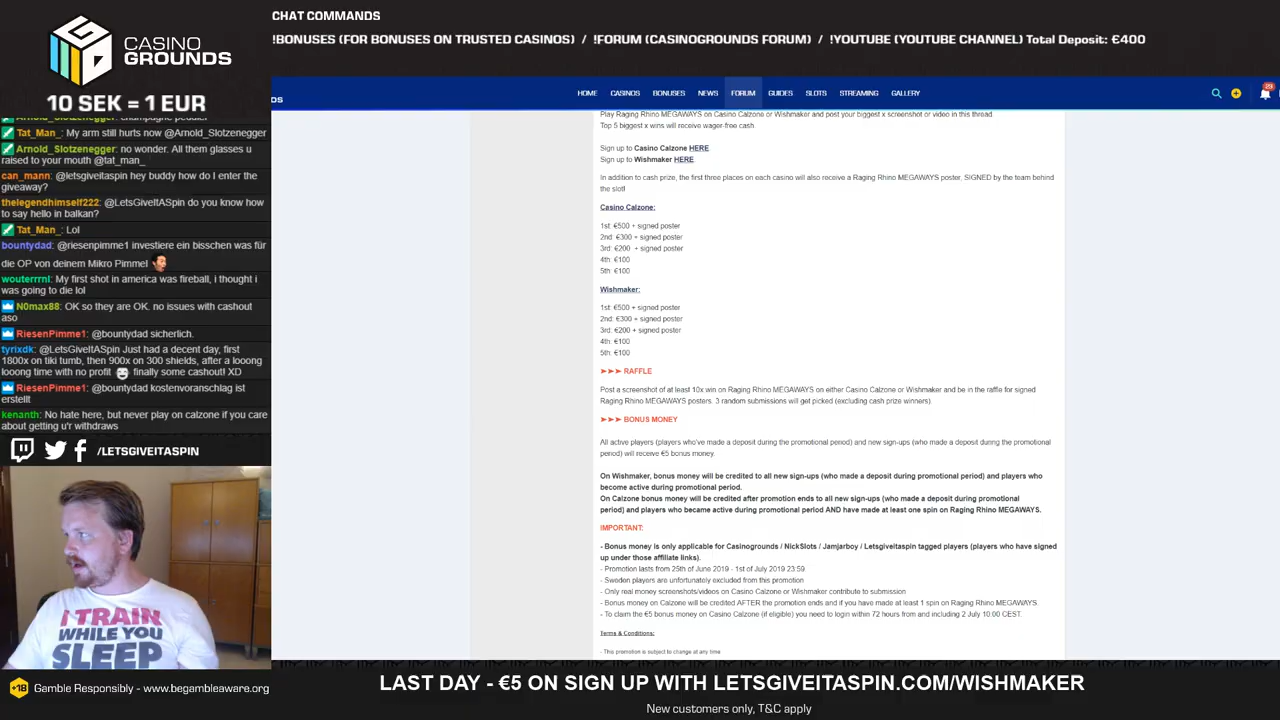 CHAT COMMANDS
!BONUSES (FOR BONUSES ON TRUSTED CASINOS) / !FORUM (CASINOGROUNDS FORUM) / !YOUTUBE (YOUTUBE CHANNEL) Total Deposit: €400
CASINO
GROUNDS
10 SEK = 1 EUR
HOME CASINOS BONUSES NEWS FORUM GUIDES SLOTS STREAMING GALLERY
23
Arnold_Slotzenegger: @tat_man_ All them glasses u
raised to your mouth @ da wonder.
can_gamon: @letsgiveitaspin hey buddy how do I enter the
giveaway?
thelegendhimself222: @LetsGiveItASpin do you know how
to say hello in balkan?
Tat_Man_: Lol
bountydad: @riesenpimmel investiere die einnahmen was für
die OP von deinem Mikro Pimmel
wouterrrnl: My first shot in amsterdam was absinthe, i thought i
was going to die lol
N0max88: OK so they are OK. no issues with cashout
aso
@bountydad sicherlich.
tyrixdk: @LetsGiveItASpin Just a decent day, first
1800x on tiki tumble, then 900x on 300 shields, after a looong
looong time with no profit finally some cashout! XD
erstellt
kenanth: No hate here, but never play on casino calzone
about getting u'r withdraws
/LETSGIVEITASPIN
Play Raging Rhino MEGAWAYS on Casino Calzone or Wishmaker and post your biggest x screenshot or video in this thread.
Top 5 biggest x wins will receive wager-free cash.
Sign up to Casino Calzone HERE
Sign up to Wishmaker HERE
In addition to cash prize, the first three places on each casino will also receive a Raging Rhino MEGAWAYS poster, SIGNED by the team behind
the slot!
Casino Calzone:
1st: €500 + signed poster
2nd: €300 + signed poster
3rd: €200 + signed poster
4th: €100
5th: €100
Wishmaker:
1st: €500 + signed poster
2nd: €300 + signed poster
3rd: €200 + signed poster
4th: €100
5th: €100
➤➤➤ RAFFLE
Post a screenshot of at least 10x win on Raging Rhino MEGAWAYS on either Casino Calzone or Wishmaker and be in the raffle for signed
Raging Rhino MEGAWAYS posters. 3 random submissions will get picked (excluding cash prize winners).
➤➤➤ BONUS MONEY
All active players (players who've made a deposit during the promotional period) and new sign-ups (who made a deposit during the promotional
period) will receive €5 bonus money.
On Wishmaker, bonus money will be credited to all new sign-ups (who made a deposit during promotional period) and players who
become active during promotional period.
On Calzone bonus money will be credited after promotion ends to all new sign-ups (who made a deposit during promotional
period) and players who became active during promotional period AND have made at least one spin on Raging Rhino MEGAWAYS.
IMPORTANT:
- Bonus money is only applicable for Casinogrounds / NickSlots / Jamjarboy / Letsgiveitaspin tagged players (players who have signed
up under those affiliate links).
- Promotion lasts from 25th of June 2019 - 1st of July 2019 23:59
- Sweden players are unfortunately excluded from this promotion
- Only real money screenshots/videos on Casino Calzone or Wishmaker contribute to submission
- Bonus money on Calzone will be credited AFTER the promotion ends and if you have made at least 1 spin on Raging Rhino MEGAWAYS.
- To claim the €5 bonus money on Casino Calzone (if eligible) you need to login within 72 hours from and including 2 July 10:00 CEST.
Terms & Conditions:
- This promotion is subject to change at any time
I TRAIN
WHILE YOU
SLEEP.
+18 Gamble Responsibly - www.begambleaware.org
LAST DAY - €5 ON SIGN UP WITH LETSGIVEITASPIN.COM/WISHMAKER
New customers only, T&C apply